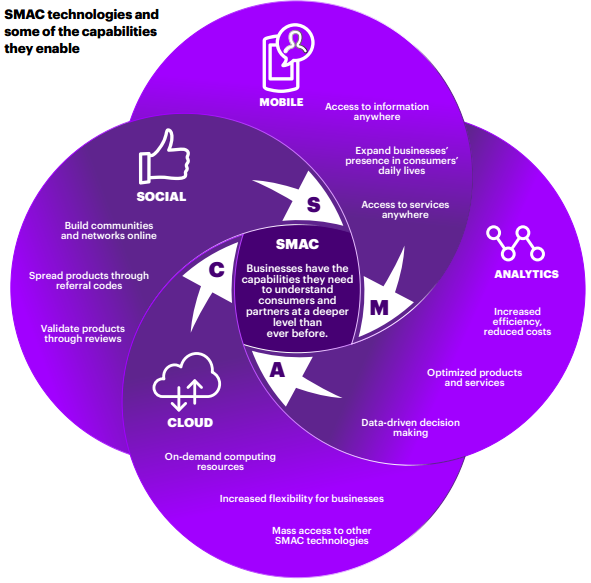 SMAC technologies and
some of the capabilities
they enable
MOBILE
Access to information
anywhere
Expand businesses’
presence in consumers’
daily lives
Access to services
anywhere
SOCIAL
Build communities
and networks online
Spread products through
referral codes
Validate products
through reviews
S
M
A
C
SMAC
Businesses have the
capabilities they need
to understand
consumers and
partners at a deeper
level than
ever before.
ANALYTICS
Increased
efficiency,
reduced costs
Optimized products
and services
Data-driven decision
making
CLOUD
On-demand computing
resources
Increased flexibility for businesses
Mass access to other
SMAC technologies